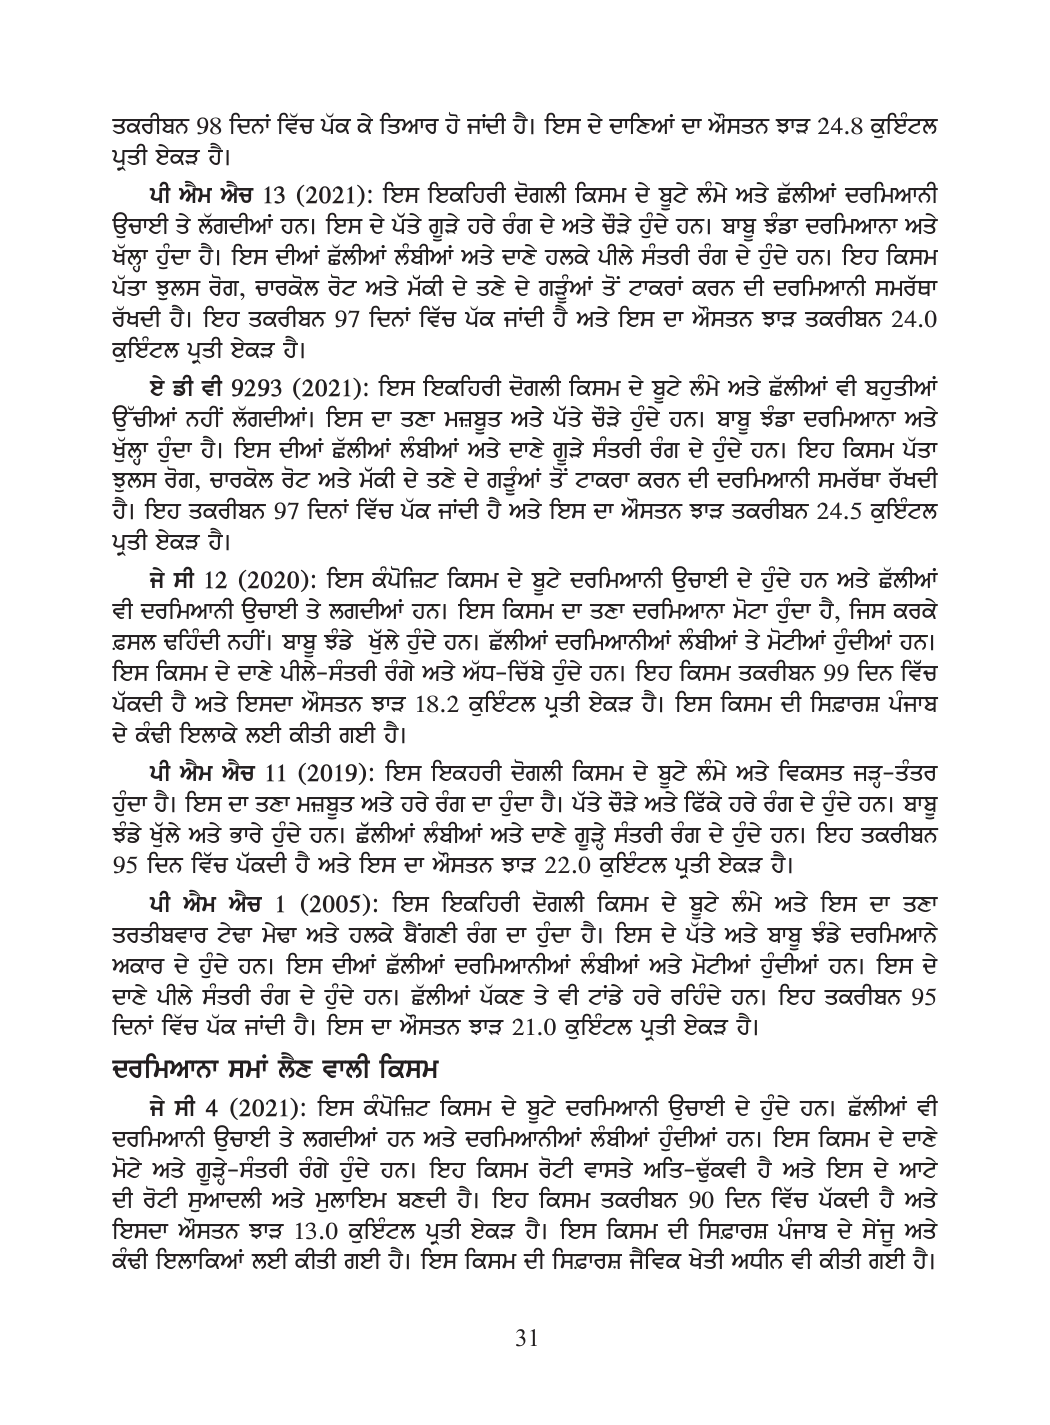 ਤਕਰੀਬਨ 98 ਦਿਨਾਂ ਵਿੱਚ ਪੱਕ ਕੇ ਤਿਆਰ ਹੋ ਜਾਂਦੀ ਹੈ। ਇਸ ਦੇ ਦਾਣਿਆਂ ਦਾ ਔਸਤਨ ਝਾੜ 24.8 ਕੁਇੰਟਲ
ਪ੍ਰਤੀ ਏਕੜ ਹੈ।
ਪੀ ਐਮ ਐਚ 13 (2021): ਇਸ ਇਕਹਿਰੀ ਦੋਗਲੀ ਕਿਸਮ ਦੇ ਬੂਟੇ ਲੰਮੇ ਅਤੇ ਛੱਲੀਆਂ ਦਰਮਿਆਨੀ
ਉਚਾਈ ਤੇ ਲੱਗਦੀਆਂ ਹਨ। ਇਸ ਦੇ ਪੱਤੇ ਗੂੜੇ ਹਰੇ ਰੰਗ ਦੇ ਅਤੇ ਚੌੜੇ ਹੁੰਦੇ ਹਨ। ਬਾਬੂ ਝੰਡਾ ਦਰਮਿਆਨਾ ਅਤੇ
ਖੱਲ੍ਹਾ ਹੁੰਦਾ ਹੈ। ਇਸ ਦੀਆਂ ਛੱਲੀਆਂ ਲੰਬੀਆਂ ਅਤੇ ਦਾਣੇ ਹਲਕੇ ਪੀਲੇ ਸੰਤਰੀ ਰੰਗ ਦੇ ਹੁੰਦੇ ਹਨ। ਇਹ ਕਿਸਮ
ਪੱਤਾ ਝੁਲਸ ਰੋਗ, ਚਾਰਕੋਲ ਰੋਟ ਅਤੇ ਮੱਕੀ ਦੇ ਤਣੇ ਦੇ ਗੜੂੰਆਂ ਤੋਂ ਟਾਕਰਾਂ ਕਰਨ ਦੀ ਦਰਮਿਆਨੀ ਸਮਰੱਥਾ
ਰੱਖਦੀ ਹੈ। ਇਹ ਤਕਰੀਬਨ 97 ਦਿਨਾਂ ਵਿੱਚ ਪੱਕ ਜਾਂਦੀ ਹੈ ਅਤੇ ਇਸ ਦਾ ਔਸਤਨ ਝਾੜ ਤਕਰੀਬਨ 24.0
ਕੁਇੰਟਲ ਪ੍ਰਤੀ ਏਕੜ ਹੈ।
ਏ ਡੀ ਵੀ 9293 (2021): ਇਸ ਇਕਹਿਰੀ ਦੋਗਲੀ ਕਿਸਮ ਦੇ ਬੂਟੇ ਲੰਮੇ ਅਤੇ ਛੱਲੀਆਂ ਵੀ ਬਹੁਤੀਆਂ
ਉੱਚੀਆਂ ਨਹੀਂ ਲੱਗਦੀਆਂ। ਇਸ ਦਾ ਤਣਾ ਮਜ਼ਬੂਤ ਅਤੇ ਪੱਤੇ ਚੌੜੇ ਹੁੰਦੇ ਹਨ। ਬਾਬੂ ਝੰਡਾ ਦਰਮਿਆਨਾ ਅਤੇ
ਖੁੱਲ੍ਹਾ ਹੁੰਦਾ ਹੈ। ਇਸ ਦੀਆਂ ਛੱਲੀਆਂ ਲੰਬੀਆਂ ਅਤੇ ਦਾਣੇ ਗੂੜੇ ਸੰਤਰੀ ਰੰਗ ਦੇ ਹੁੰਦੇ ਹਨ। ਇਹ ਕਿਸਮ ਪੱਤਾ
ਝੁਲਸ ਰੋਗ, ਚਾਰਕੋਲ ਰੋਟ ਅਤੇ ਮੱਕੀ ਦੇ ਤਣੇ ਦੇ ਗੜੂੰਆਂ ਤੋਂ ਟਾਕਰਾ ਕਰਨ ਦੀ ਦਰਮਿਆਨੀ ਸਮਰੱਥਾ ਰੱਖਦੀ
ਹੈ। ਇਹ ਤਕਰੀਬਨ 97 ਦਿਨਾਂ ਵਿੱਚ ਪੱਕ ਜਾਂਦੀ ਹੈ ਅਤੇ ਇਸ ਦਾ ਔਸਤਨ ਝਾੜ ਤਕਰੀਬਨ 24.5 ਕੁਇੰਟਲ
ਪ੍ਰਤੀ ਏਕੜ ਹੈ।
ਜੇ ਸੀ 12 (2020): ਇਸ ਕੰਪੋਜ਼ਿਟ ਕਿਸਮ ਦੇ ਬੂਟੇ ਦਰਮਿਆਨੀ ਉਚਾਈ ਦੇ ਹੁੰਦੇ ਹਨ ਅਤੇ ਛੱਲੀਆਂ
ਵੀ ਦਰਮਿਆਨੀ ਉਚਾਈ ਤੇ ਲਗਦੀਆਂ ਹਨ। ਇਸ ਕਿਸਮ ਦਾ ਤਣਾ ਦਰਮਿਆਨਾ ਮੋਟਾ ਹੁੰਦਾ ਹੈ, ਜਿਸ ਕਰਕੇ
ਫ਼ਸਲ ਢਹਿੰਦੀ ਨਹੀਂ। ਬਾਬੂ ਝੰਡੇ ਖੁੱਲੇ ਹੁੰਦੇ ਹਨ। ਛੱਲੀਆਂ ਦਰਮਿਆਨੀਆਂ ਲੰਬੀਆਂ ਤੇ ਮੋਟੀਆਂ ਹੁੰਦੀਆਂ ਹਨ।
ਇਸ ਕਿਸਮ ਦੇ ਦਾਣੇ ਪੀਲੇ-ਸੰਤਰੀ ਰੰਗੇ ਅਤੇ ਅੱਧ-ਚਿੱਬੇ ਹੁੰਦੇ ਹਨ। ਇਹ ਕਿਸਮ ਤਕਰੀਬਨ 99 ਦਿਨ ਵਿੱਚ
ਪੱਕਦੀ ਹੈ ਅਤੇ ਇਸਦਾ ਔਸਤਨ ਝਾੜ 18.2 ਕੁਇੰਟਲ ਪ੍ਰਤੀ ਏਕੜ ਹੈ। ਇਸ ਕਿਸਮ ਦੀ ਸਿਫ਼ਾਰਸ਼ ਪੰਜਾਬ
ਦੇ ਕੰਢੀ ਇਲਾਕੇ ਲਈ ਕੀਤੀ ਗਈ ਹੈ।
ਪੀ ਐਮ ਐਚ 11 (2019): ਇਸ ਇਕਹਰੀ ਦੋਗਲੀ ਕਿਸਮ ਦੇ ਬੂਟੇ ਲੰਮੇ ਅਤੇ ਵਿਕਸਤ ਜੜ੍ਹ-ਤੰਤਰ
ਹੁੰਦਾ ਹੈ। ਇਸ ਦਾ ਤਣਾ ਮਜ਼ਬੂਤ ਅਤੇ ਹਰੇ ਰੰਗ ਦਾ ਹੁੰਦਾ ਹੈ। ਪੱਤੇ ਚੌੜੇ ਅਤੇ ਫਿੱਕੇ ਹਰੇ ਰੰਗ ਦੇ ਹੁੰਦੇ ਹਨ। ਬਾਬੂ
ਝੰਡੇ ਖੁੱਲੇ ਅਤੇ ਭਾਰੇ ਹੁੰਦੇ ਹਨ। ਛੱਲੀਆਂ ਲੰਬੀਆਂ ਅਤੇ ਦਾਣੇ ਗੂੜ੍ਹੇ ਸੰਤਰੀ ਰੰਗ ਦੇ ਹੁੰਦੇ ਹਨ। ਇਹ ਤਕਰੀਬਨ
95 ਦਿਨ ਵਿੱਚ ਪੱਕਦੀ ਹੈ ਅਤੇ ਇਸ ਦਾ ਔਸਤਨ ਝਾੜ 22.0 ਕੁਇੰਟਲ ਪ੍ਰਤੀ ਏਕੜ ਹੈ।
ਪੀ ਐਮ ਐਚ 1 (2005): ਇਸ ਇਕਹਿਰੀ ਦੋਗਲੀ ਕਿਸਮ ਦੇ ਬੂਟੇ ਲੰਮੇ ਅਤੇ ਇਸ ਦਾ ਤਣਾ
ਤਰਤੀਬਵਾਰ ਟੇਢਾ ਮੇਢਾ ਅਤੇ ਹਲਕੇ ਬੈਂਗਣੀ ਰੰਗ ਦਾ ਹੁੰਦਾ ਹੈ। ਇਸ ਦੇ ਪੱਤੇ ਅਤੇ ਬਾਬੂ ਝੰਡੇ ਦਰਮਿਆਨੇ
ਅਕਾਰ ਦੇ ਹੁੰਦੇ ਹਨ। ਇਸ ਦੀਆਂ ਛੱਲੀਆਂ ਦਰਮਿਆਨੀਆਂ ਲੰਬੀਆਂ ਅਤੇ ਮੋਟੀਆਂ ਹੁੰਦੀਆਂ ਹਨ। ਇਸ ਦੇ
ਦਾਣੇ ਪੀਲੇ ਸੰਤਰੀ ਰੰਗ ਦੇ ਹੁੰਦੇ ਹਨ। ਛੱਲੀਆਂ ਪੱਕਣ ਤੇ ਵੀ ਟਾਂਡੇ ਹਰੇ ਰਹਿੰਦੇ ਹਨ। ਇਹ ਤਕਰੀਬਨ 95
ਦਿਨਾਂ ਵਿੱਚ ਪੱਕ ਜਾਂਦੀ ਹੈ। ਇਸ ਦਾ ਔਸਤਨ ਝਾੜ 21.0 ਕੁਇੰਟਲ ਪ੍ਰਤੀ ਏਕੜ ਹੈ।
ਦਰਮਿਆਨਾ ਸਮਾਂ ਲੈਣ ਵਾਲੀ ਕਿਸਮ
ਜੇ ਸੀ 4 (2021): ਇਸ ਕੰਪੋਜ਼ਿਟ ਕਿਸਮ ਦੇ ਬੂਟੇ ਦਰਮਿਆਨੀ ਉਚਾਈ ਦੇ ਹੁੰਦੇ ਹਨ। ਛੱਲੀਆਂ ਵੀ
ਦਰਮਿਆਨੀ ਉਚਾਈ ਤੇ ਲਗਦੀਆਂ ਹਨ ਅਤੇ ਦਰਮਿਆਨੀਆਂ ਲੰਬੀਆਂ ਹੁੰਦੀਆਂ ਹਨ। ਇਸ ਕਿਸਮ ਦੇ ਦਾਣੇ
ਮੋਟੇ ਅਤੇ ਗੂੜ੍ਹੇ-ਸੰਤਰੀ ਰੰਗੇ ਹੁੰਦੇ ਹਨ। ਇਹ ਕਿਸਮ ਰੋਟੀ ਵਾਸਤੇ ਅਤਿ-ਢੁੱਕਵੀ ਹੈ ਅਤੇ ਇਸ ਦੇ ਆਟੇ
ਦੀ ਰੋਟੀ ਸੁਆਦਲੀ ਅਤੇ ਮੁਲਾਇਮ ਬਣਦੀ ਹੈ। ਇਹ ਕਿਸਮ ਤਕਰੀਬਨ 90 ਦਿਨ ਵਿੱਚ ਪੱਕਦੀ ਹੈ ਅਤੇ
ਇਸਦਾ ਔਸਤਨ ਝਾੜ 13.0 ਕੁਇੰਟਲ ਪ੍ਰਤੀ ਏਕੜ ਹੈ। ਇਸ ਕਿਸਮ ਦੀ ਸਿਫ਼ਾਰਸ਼ ਪੰਜਾਬ ਦੇ ਸੇਂਜੂ ਅਤੇ
ਕੰਢੀ ਇਲਾਕਿਆਂ ਲਈ ਕੀਤੀ ਗਈ ਹੈ। ਇਸ ਕਿਸਮ ਦੀ ਸਿਫ਼ਾਰਸ਼ ਜੈਵਿਕ ਖੇਤੀ ਅਧੀਨ ਵੀ ਕੀਤੀ ਗਈ ਹੈ।
31